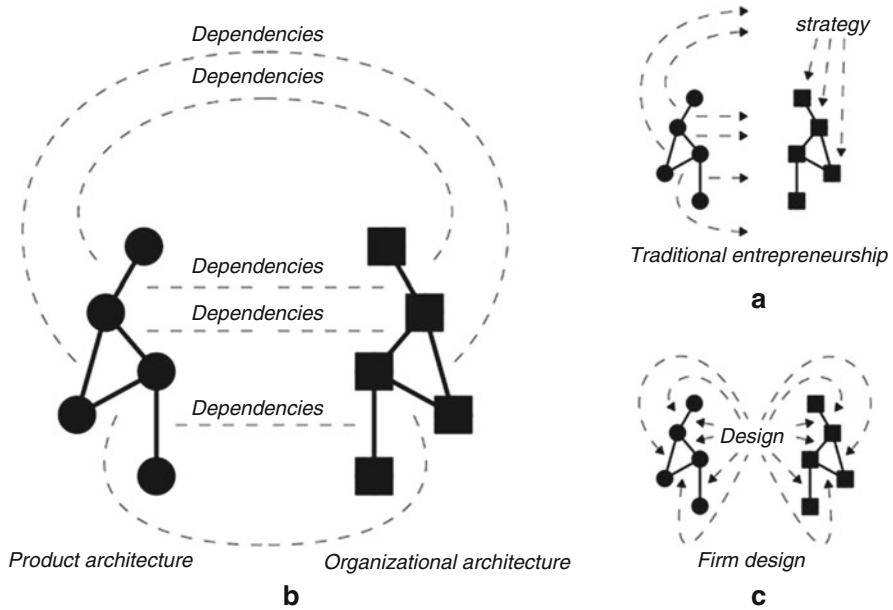 Dependencies
Dependencies
Dependencies
Dependencies
Dependencies
Product architecture
Organizational architecture
b
strategy
Traditional entrepreneurship
a
Design
Firm design
c